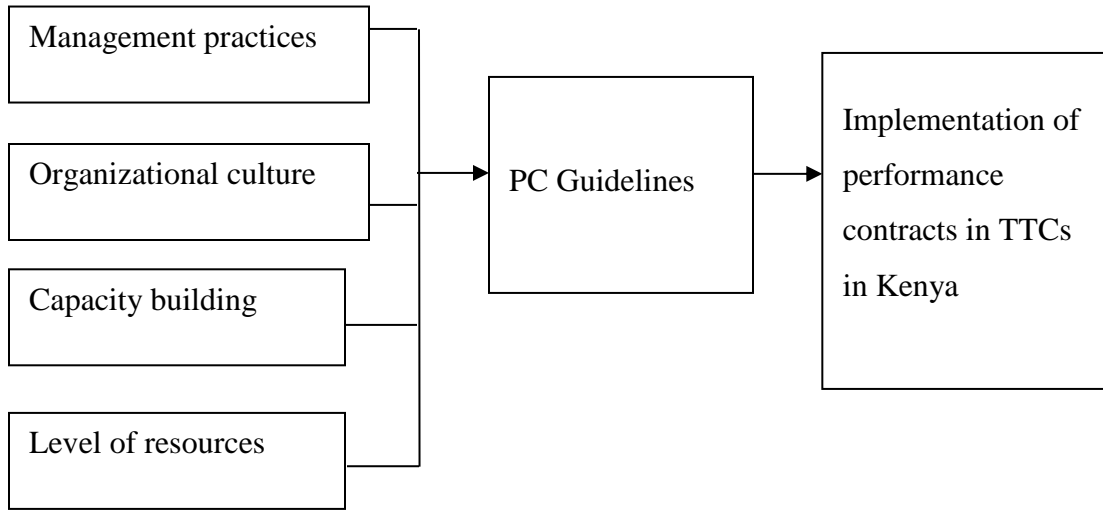 Management practices
Organizational culture
Capacity building
Level of resources
PC Guidelines
Implementation of
performance
contracts in TTCs
in Kenya